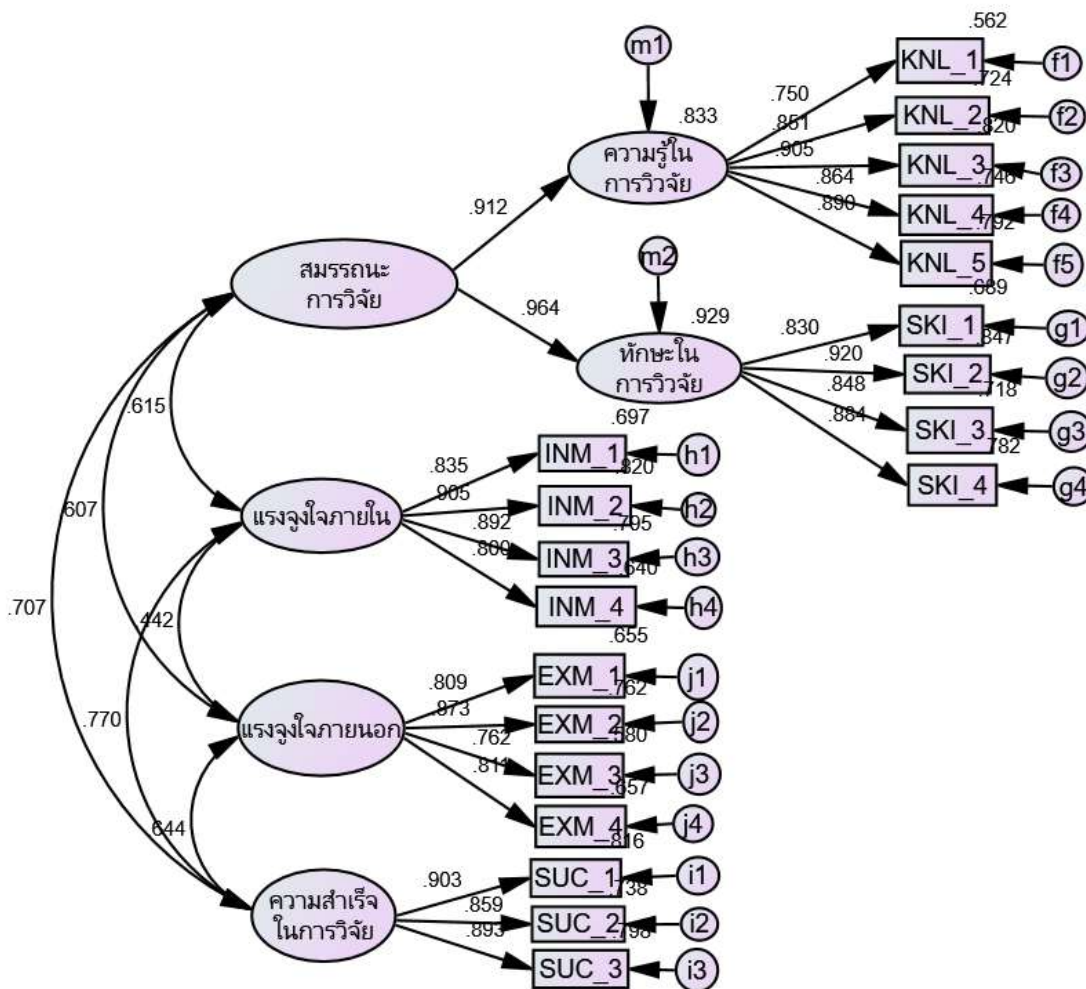 .562
m1
KNL_1
f1
.750
.724
.833
KNL_2
f2
.851
.820
ความรู้ใน
การวิวจัย
.905
KNL_3
f3
.746
.864
KNL_4
f4
.912
.890
.792
m2
KNL_5
f5
สมรรถนะ
การวิจัย
.689
.964
.929
.830
SKI_1
g1
.847
ทักษะใน
การวิวจัย
.920
SKI_2
g2
.848
.718
.615
.697
.884
SKI_3
g3
.782
.835
INM_1
h1
.820
SKI_4
g4
.905
INM_2
h2
แรงจูงใจภายใน
.607
.892
.795
INM_3
h3
.800
.640
INM_4
h4
.707
.442
.655
.809
EXM_1
j1
.762
.873
EXM_2
j2
แรงจูงใจภายนอก
.770
.762
.580
EXM_3
j3
.811
.657
EXM_4
j4
.644
.816
.903
SUC_1
i1
.738
ความสำเร็จ
ในการวิจัย
.859
SUC_2
i2
.893
.798
SUC_3
i3